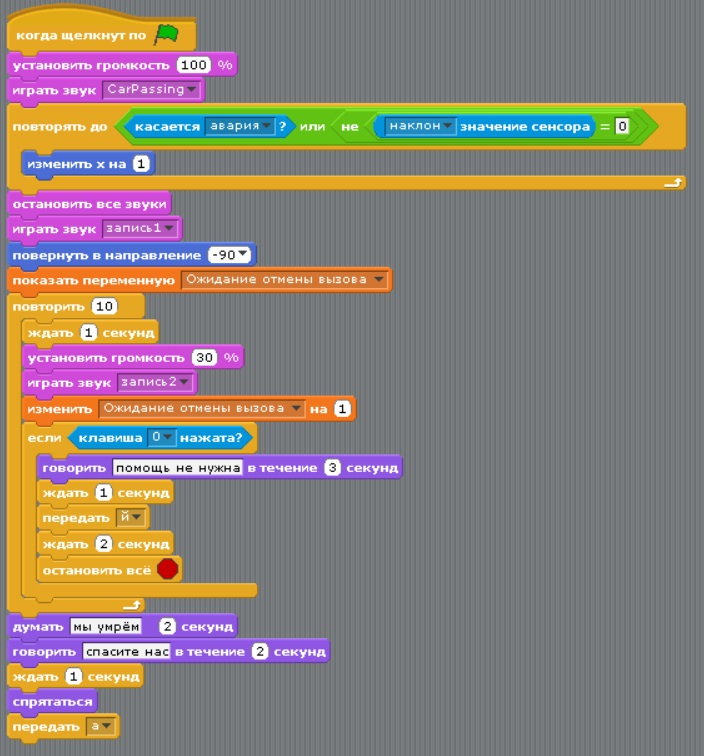 когда щелкнут по
установить громкость 100 %
играть звук CarPassing
повторять до касается авария ? или не наклон значение сенсора = 0
изменить x на 1
остановить все звуки
играть звук запись1
повернуть в направление -90
показать переменную Ожидание отмены вызова
повторить 10
ждать 1 секунд
установить громкость 30 %
играть звук запись2
изменить Ожидание отмены вызова на 1
если клавиша 0 нажата?
говорить помощь не нужна в течение 3 секунд
ждать 1 секунд
передать й
ждать 2 секунд
остановить всё
думать мы умрём 2 секунд
говорить спасите нас в течение 2 секунд
ждать 1 секунд
спрятаться
передать а